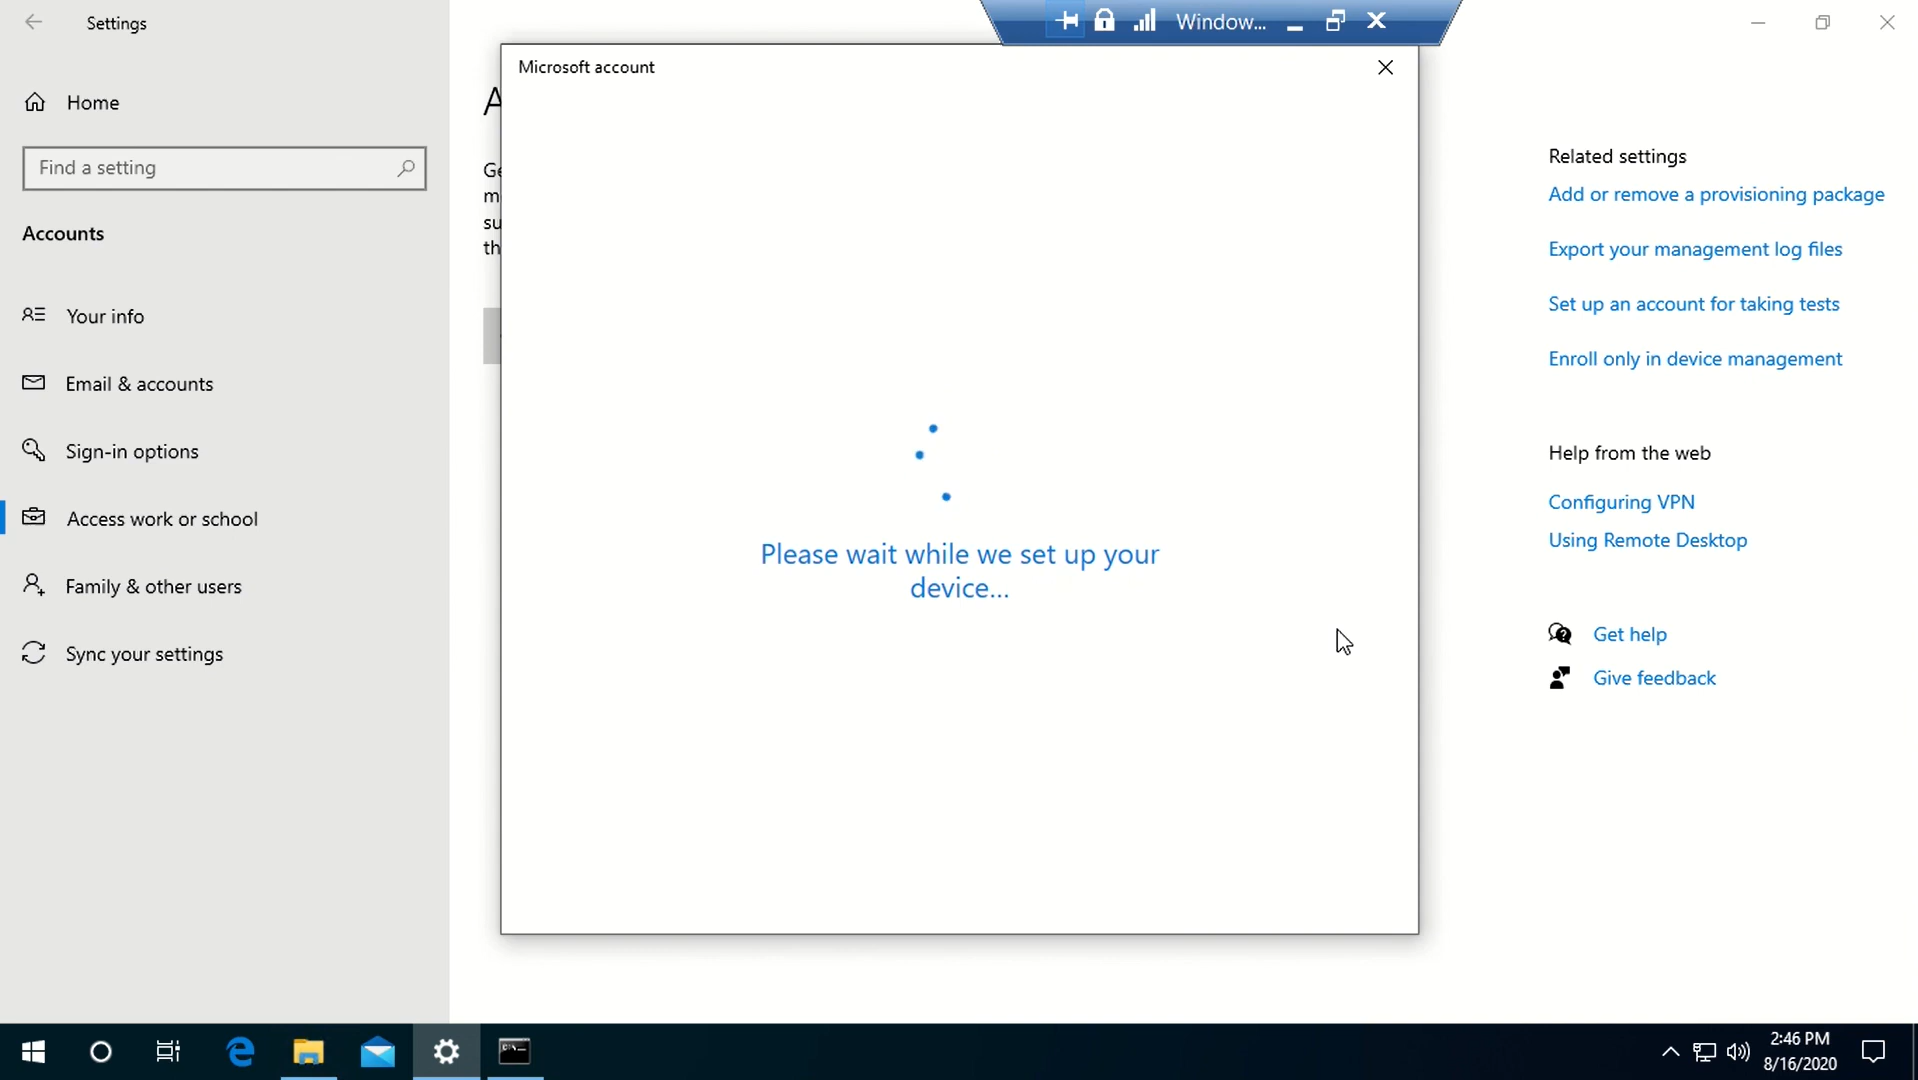 Settings
Window...
Microsoft account
Home
Find a setting
Accounts
Your info
Email & accounts
Sign-in options
Access work or school
Family & other users
Sync your settings
A
Ge
su
th
Please wait while we set up your
device...
Related settings
Add or remove a provisioning package
Export your management log files
Set up an account for taking tests
Enroll only in device management
Help from the web
Configuring VPN
Using Remote Desktop
Get help
Give feedback
2:46 PM
8/16/2020